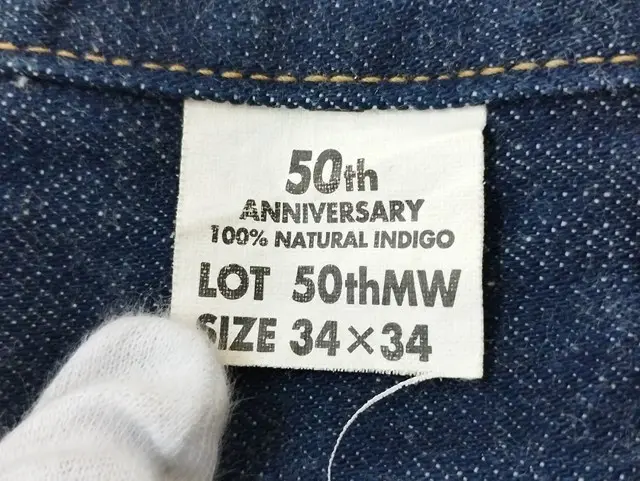 50th
ANNIVERSARY
100% NATURAL INDIGO
LOT 50thMW
SIZE 34×34